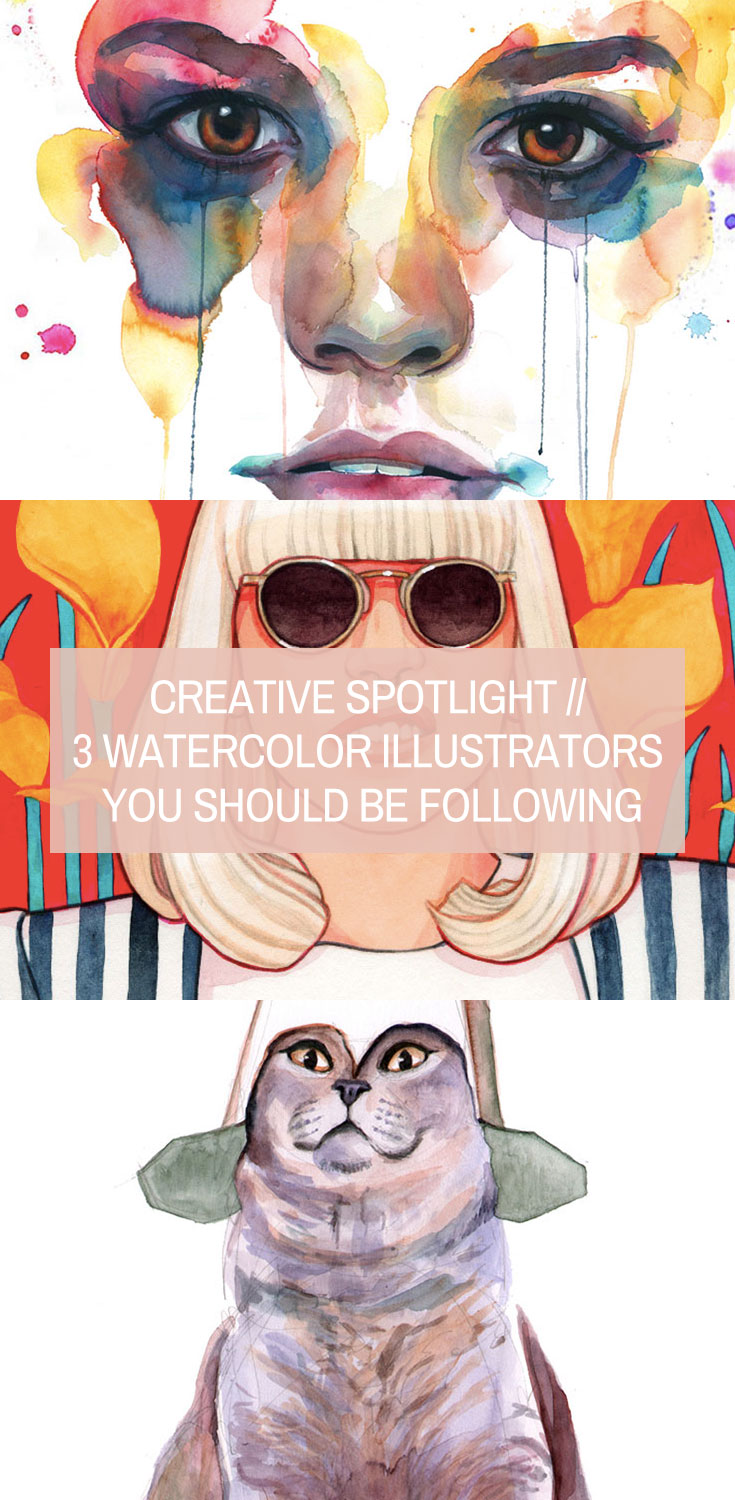 CREATIVE SPOTLIGHT //
3 WATERCOLOR ILLUSTRATORS
YOU SHOULD BE FOLLOWING